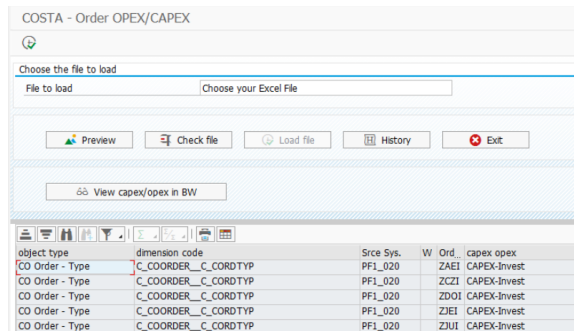 COSTA - Order OPEX/CAPEX
Choose the file to load
File to load Choose your Excel File
Preview Check file Load file History Exit
View capex/opex in BW
object type dimension code Srce Sys. W Ord capex opex
CO Order - Type C_COORDER__C_CORDTYP PF1_020 ZAEI CAPEX-Invest
CO Order - Type C_COORDER__C_CORDTYP PF1_020 ZCZI CAPEX-Invest
CO Order - Type C_COORDER__C_CORDTYP PF1_020 ZDOI CAPEX-Invest
CO Order - Type C_COORDER__C_CORDTYP PF1_020 ZJEI CAPEX-Invest
CO Order - Type C_COORDER__C_CORDTYP PF1_020 ZJUI CAPEX-Invest